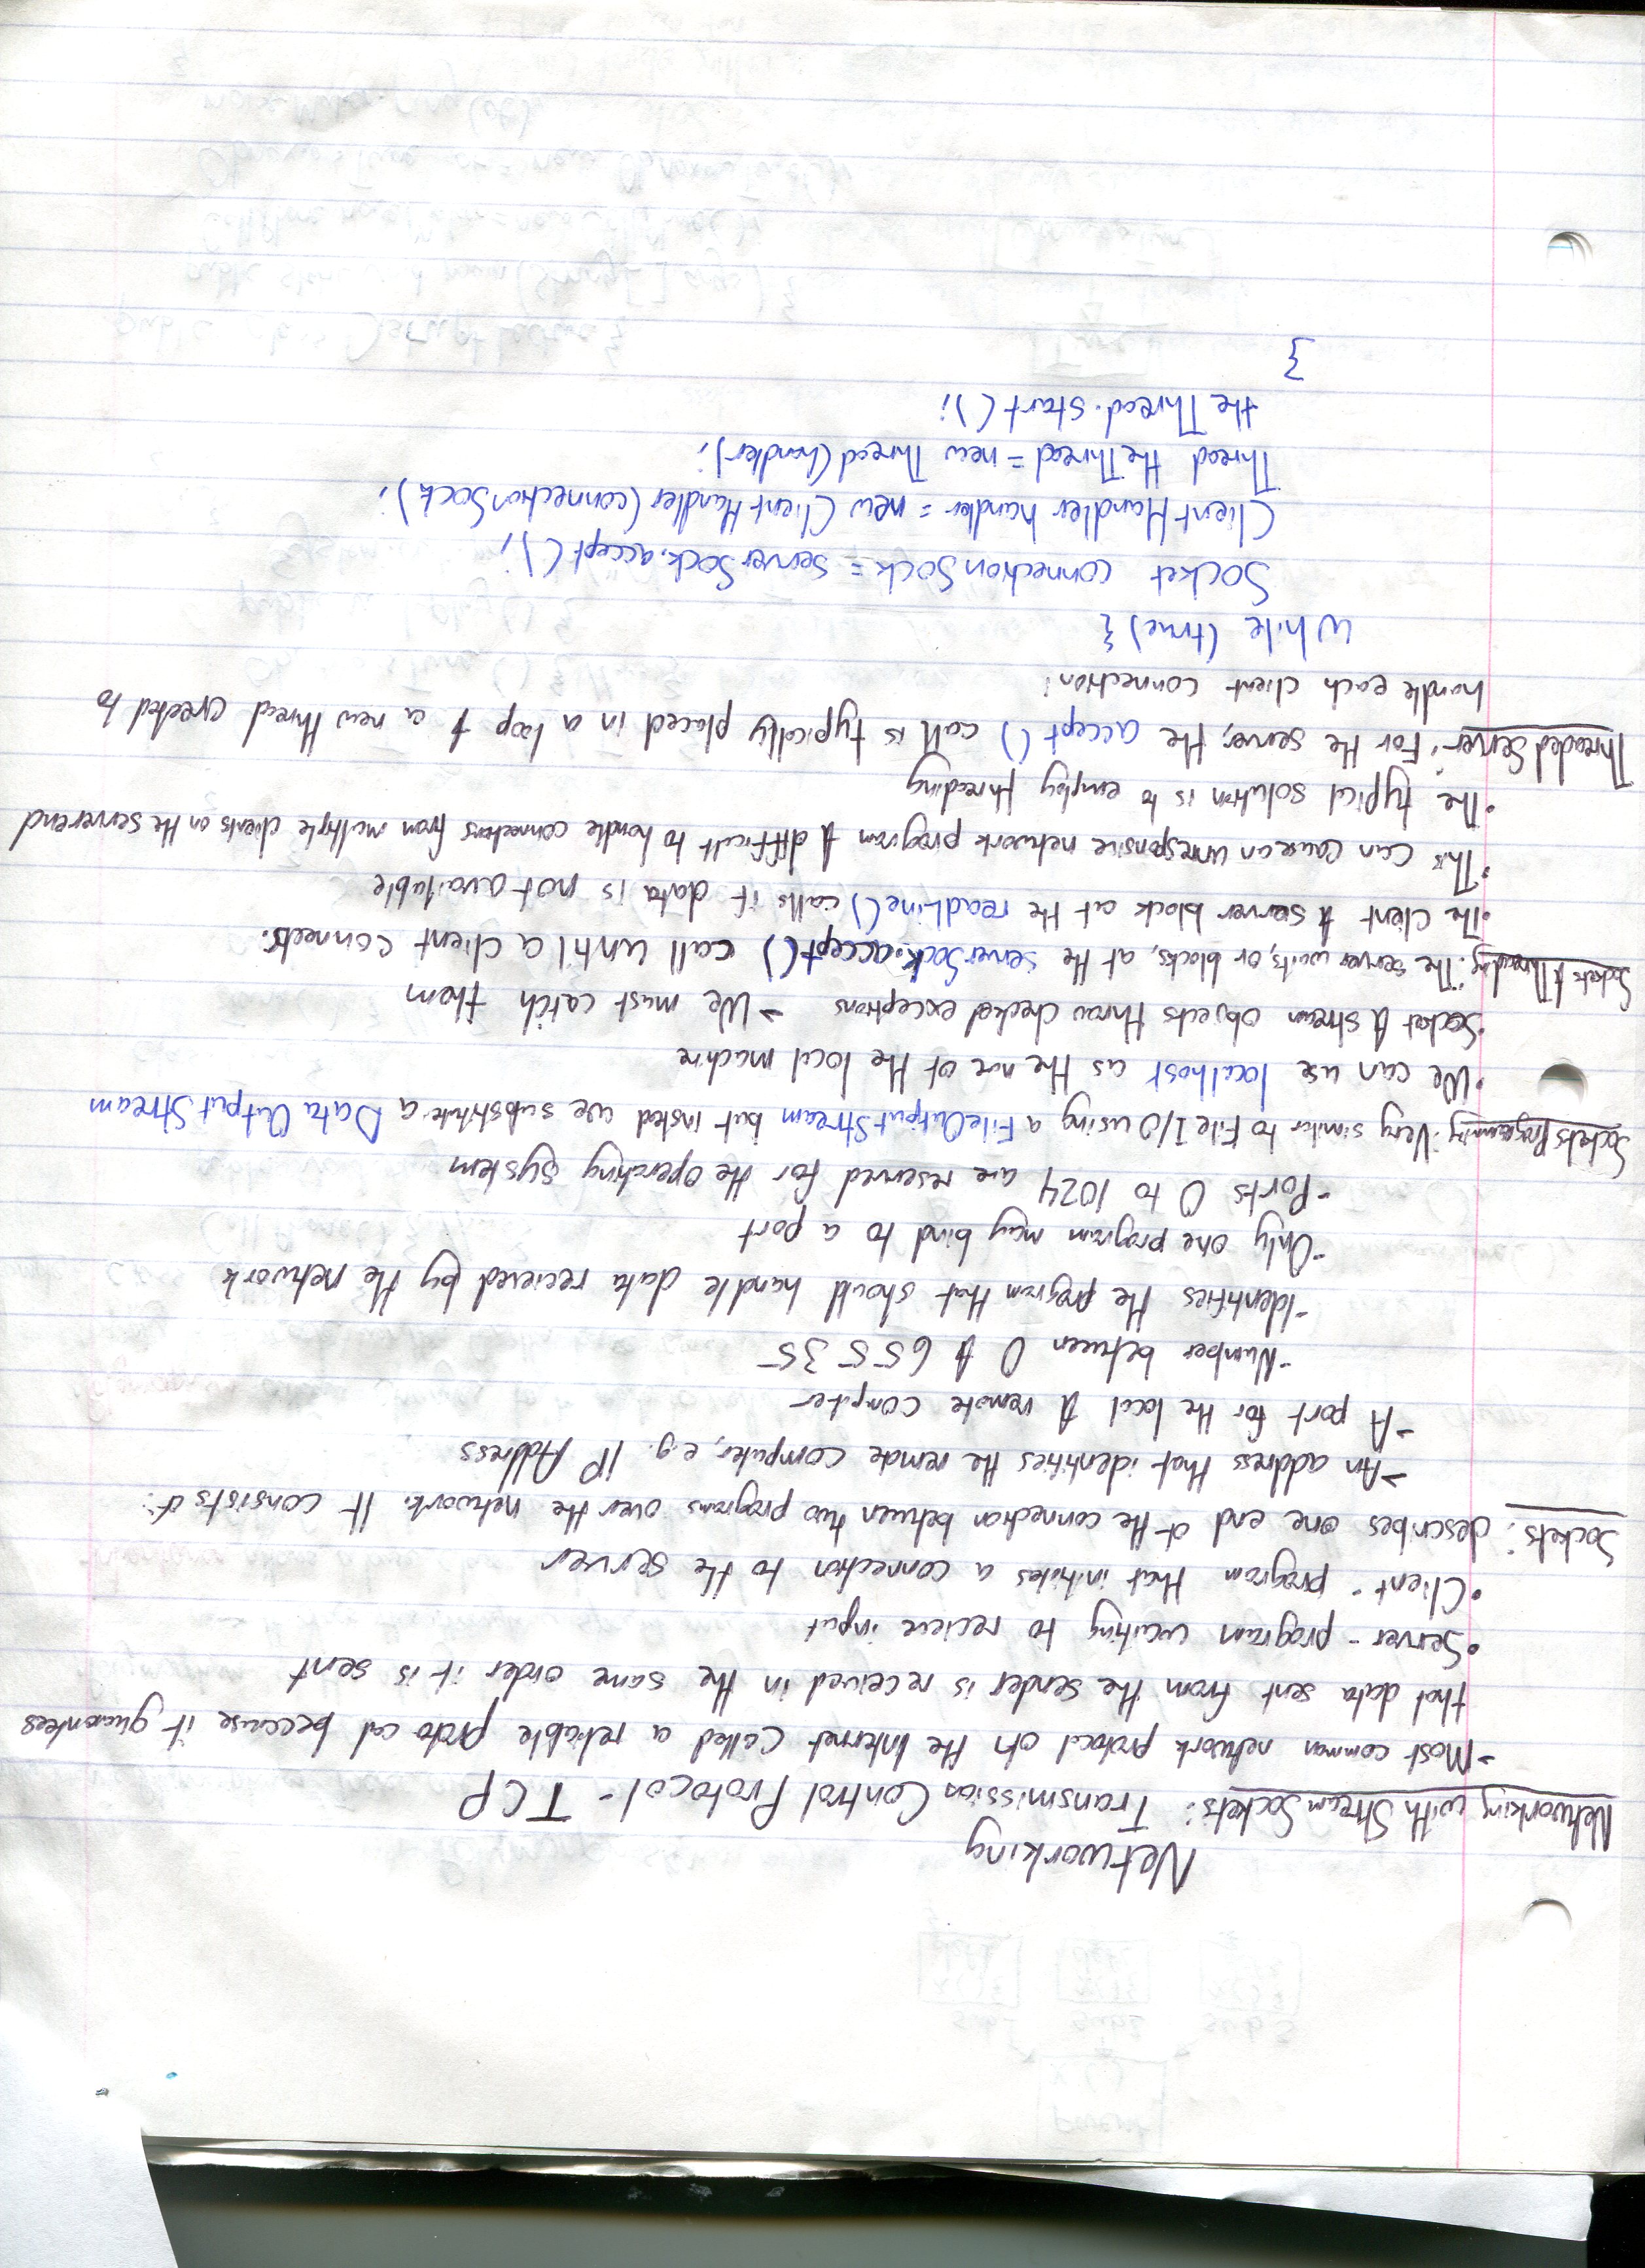 Networking
Networking with Stream Sockets: Transmission Control Protocol - TCP
→ Most common network protocol on the Internet called a reliable protocol because it guarantees
that data sent from the sender is received in the same order it is sent
• Server - program waiting to recieve input
• Client - program that initiates a connection to the server
Sockets: describes one end of the connection between two programs over the network. It consists of:
→ An address that identifies the remote computer, e.g. IP Address
→ A port for the local & remote computer
- Number between 0 & 65535
- Identifies the program that should handle data recieved by the network
- Only one program may bind to a port
- Ports 0 to 1024 are reserved for the operating system
Sockets Programming: Very similar to File I/O using a FileOutputStream but insted we substitute a DataOutputStream
• We can use localhost as the name of the local machine
• Socket & stream objects throw checked exceptions → We must catch them
Sockets & Threading: The server waits, or blocks, at the serverSock.accept() call until a client connects.
• The client & server block at the readLine() calls if data is not available
• This can cause an unresponsive network program & difficult to handle connections from multiple clients on the server end
• The typical solution is to employ threading
Threaded Server: For the server, the accept() call is typically placed in a loop & a new thread created to
handle each client connection:
While (true) {
Socket connectionSock = serverSock.accept();
ClientHandler handler = new ClientHandler(connectionSock);
Thread theThread = new Thread(handler);
theThread.start();
}